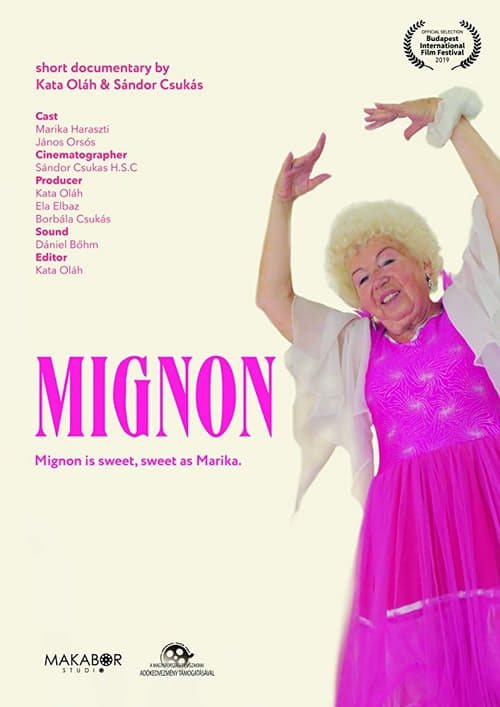 OFFICIAL SELECTION
Budapest
International
Film Festival
2019
short documentary by
Kata Oláh & Sándor Csukás
Cast
Marika Haraszti
János Orsós
Cinematographer
Sándor Csukas H.S.C
Producer
Kata Oláh
Ela Elbaz
Borbála Csukás
Sound
Dániel Bőhm
Editor
Kata Oláh
MIGNON
Mignon is sweet, sweet as Marika.
MAKABOR
STUDIO
ADÓKEDVEZMÉNY TÁMOGATÁSÁVAL